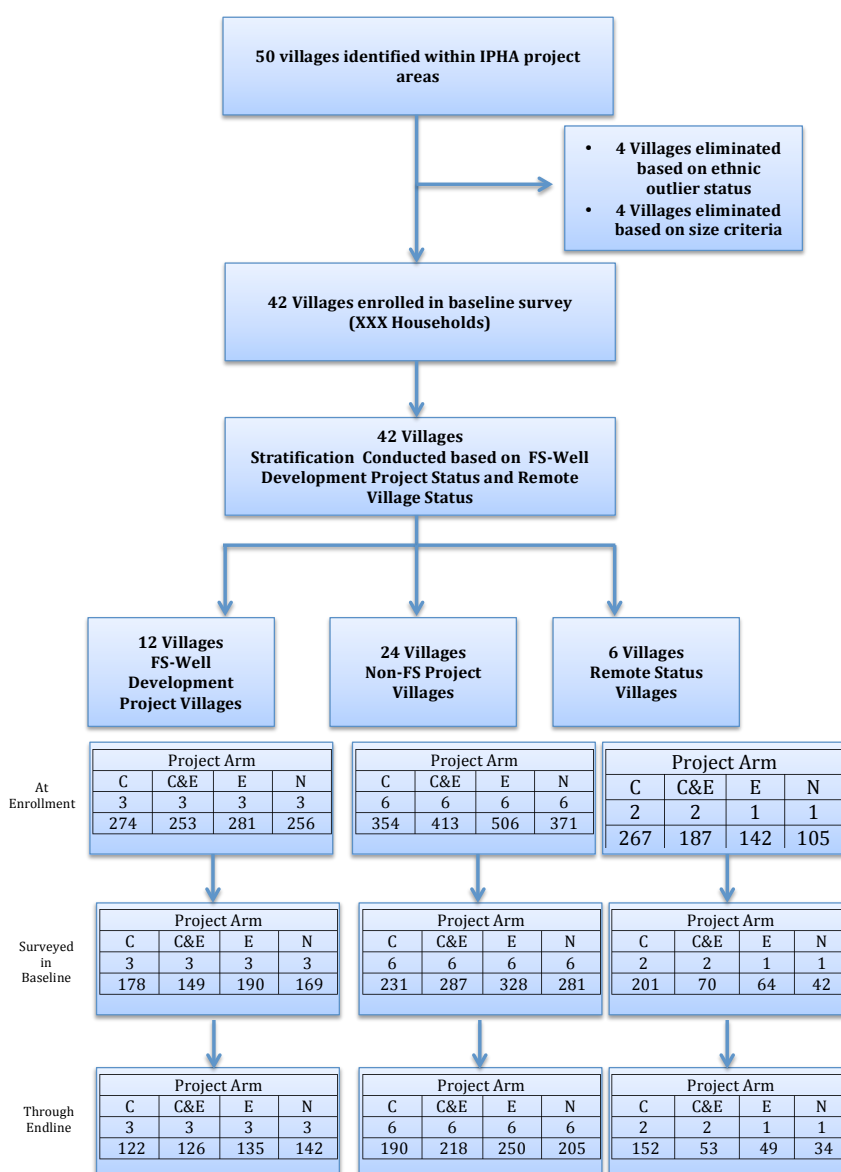 50 villages identified within IPHA project
areas
• 4 Villages eliminated
based on ethnic
outlier status
• 4 Villages eliminated
based on size criteria
42 Villages enrolled in baseline survey
(XXX Households)
42 Villages
Stratification Conducted based on FS-Well
Development Project Status and Remote
Village Status
12 Villages
FS-Well
Development
Project Villages
24 Villages
Non-FS Project
Villages
6 Villages
Remote Status
Villages
At
Enrollment
Project Arm
C C&E E N
3 3 3 3
274 253 281 256
Project Arm
C C&E E N
6 6 6 6
354 413 506 371
Project Arm
C C&E E N
2 2 1 1
267 187 142 105
Surveyed
in
Baseline
Project Arm
C C&E E N
3 3 3 3
178 149 190 169
Project Arm
C C&E E N
6 6 6 6
231 287 328 281
Project Arm
C C&E E N
2 2 1 1
201 70 64 42
Through
Endline
Project Arm
C C&E E N
3 3 3 3
122 126 135 142
Project Arm
C C&E E N
6 6 6 6
190 218 250 205
Project Arm
C C&E E N
2 2 1 1
152 53 49 34